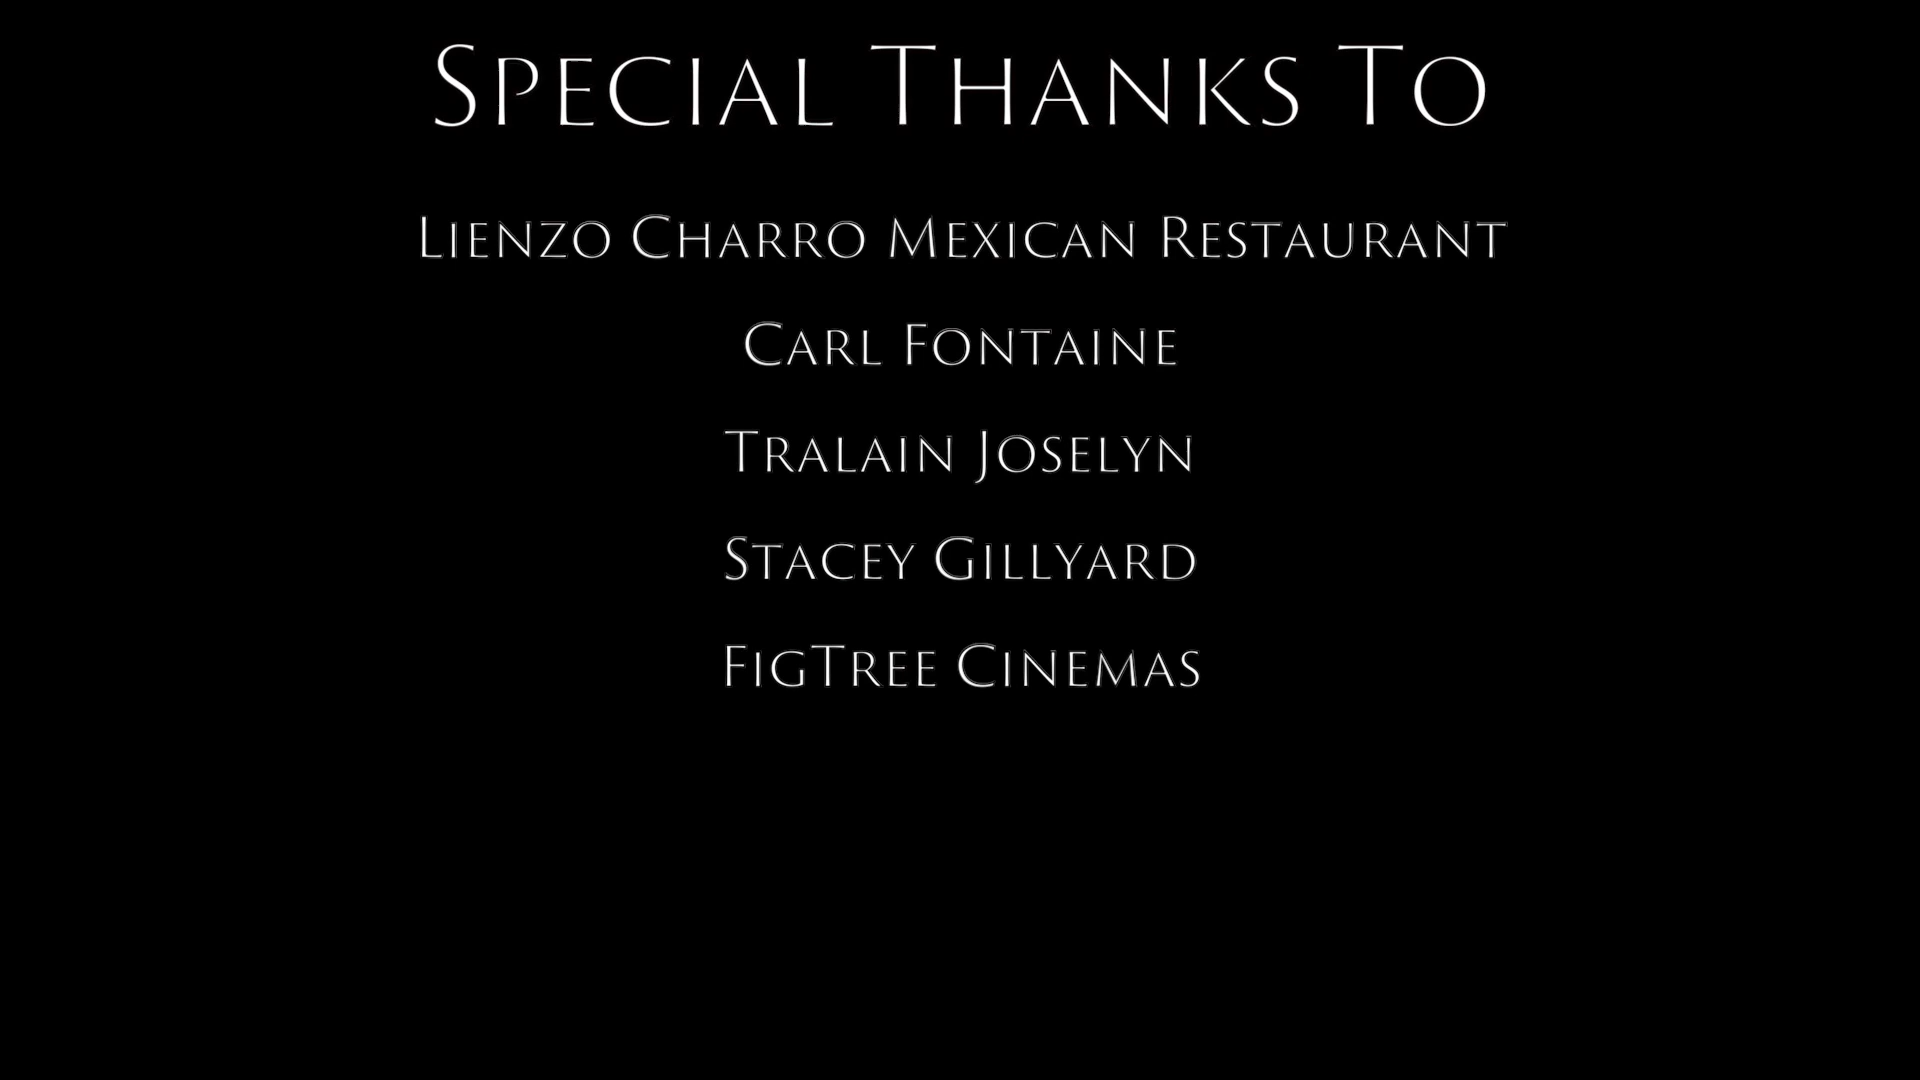 Special Thanks To
Lienzo Charro Mexican Restaurant
Carl Fontaine
Tralain Joselyn
Stacey Gillyard
FigTree Cinemas